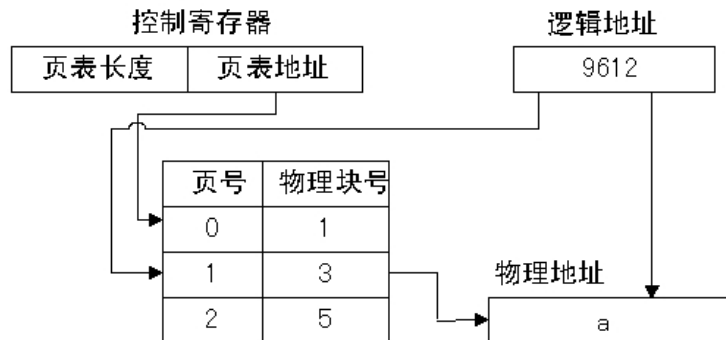 控制寄存器 逻辑地址
页表长度 页表地址 9612
页号 物理块号
0 1
1 3 物理地址
2 5 a